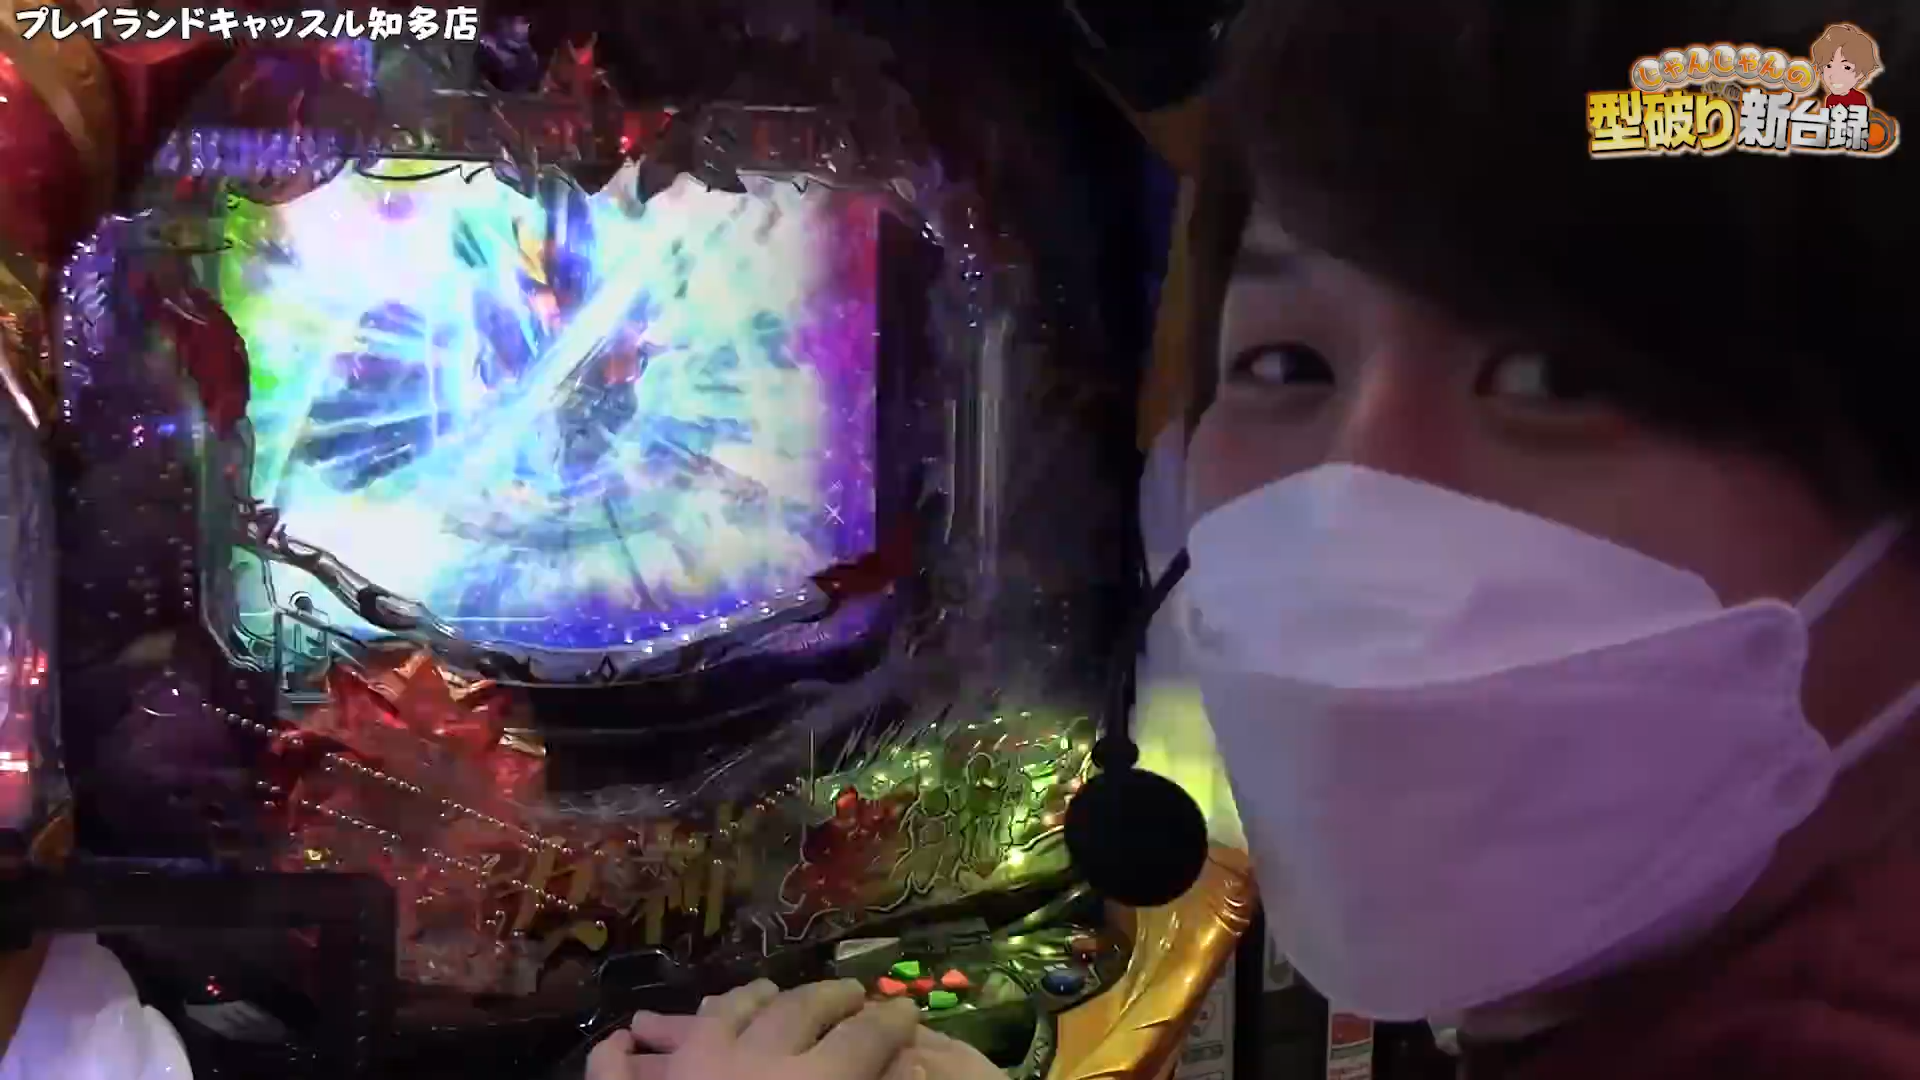 プレイランドキャッスル知多店
じゃんじゃんの
型破り新台録